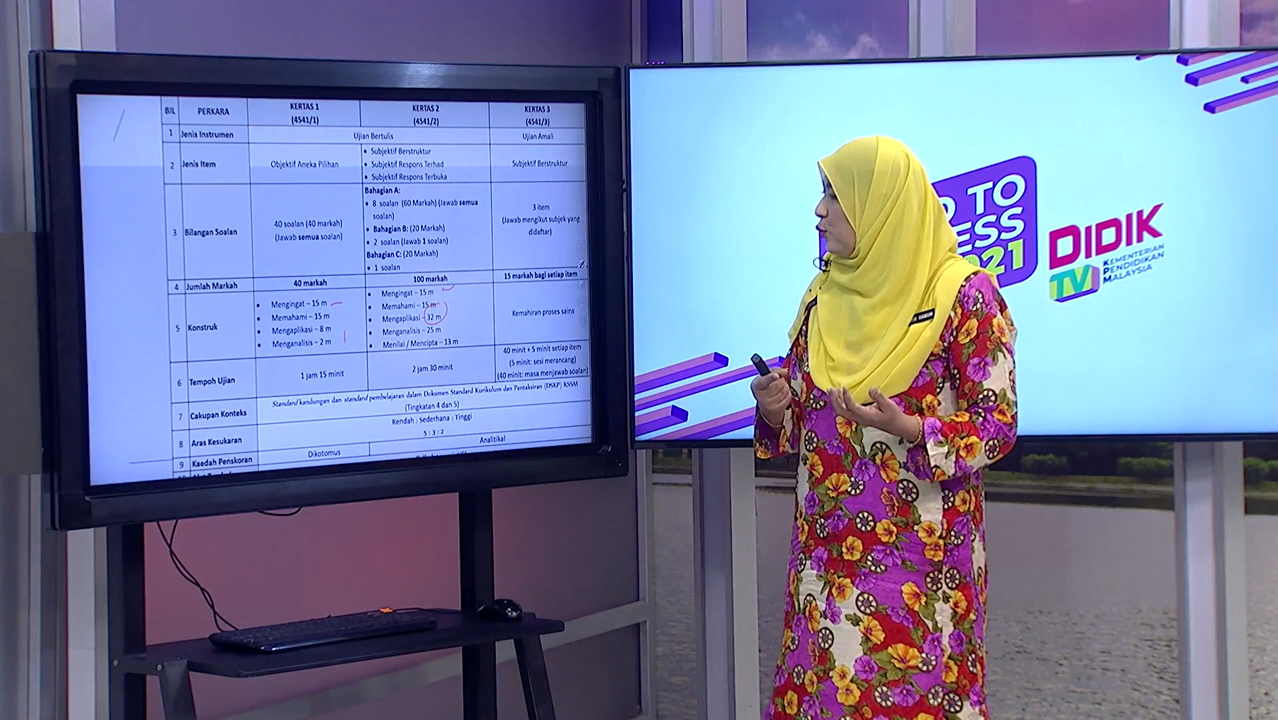 BIL PERKARA KERTAS 1 (4541/1) KERTAS 2 (4541/2) KERTAS 3 (4541/3)
1 Jenis Instrumen Ujian Bertulis Ujian Amali
2 Jenis Item Objektif Aneka Pilihan
• Subjektif Berstruktur
• Subjektif Respons Terhad
• Subjektif Respons Terbuka
Subjektif Berstruktur
3 Bilangan Soalan
40 soalan (40 markah)
(Jawab semua soalan)
Bahagian A:
• 8 soalan (60 Markah) (Jawab semua
soalan)
• Bahagian B: (20 Markah)
• 2 soalan (Jawab 1 soalan)
Bahagian C: (20 Markah)
• 1 soalan
3 item
(Jawab mengikut subjek yang
didaftar)
4 Jumlah Markah 40 markah 100 markah 15 markah bagi setiap item
5 Konstruk
• Mengingat – 15 m
• Memahami – 15 m
• Mengaplikasi – 8 m
• Menganalisis – 2 m
• Mengingat – 15 m
• Memahami – 15 m
• Mengaplikasi – 32 m
• Menganalisis – 25 m
• Menilai / Mencipta – 13 m
Kemahiran proses sains
6 Tempoh Ujian 1 jam 15 minit 2 jam 30 minit
40 minit + 5 minit setiap item
(5 minit: sesi merancang)
(40 minit: masa menjawab soalan)
7 Cakupan Konteks
Standard kandungan dan standard pembelajaran dalam Dokumen Standard Kurikulum dan Pentaksiran (DSKP) KSSM
(Tingkatan 4 dan 5)
8 Aras Kesukaran
Rendah : Sederhana : Tinggi
5 : 3 : 2
9 Kaedah Penskoran Dikotomus Analitikal
TO
ESS
021
DIDIK
TV
KEMENTERIAN
PENDIDIKAN
MALAYSIA